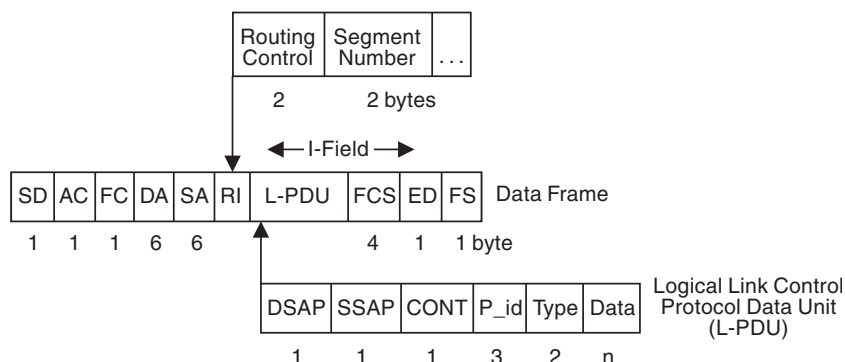 Routing Control Segment Number ...
2 2 bytes
I-Field
SD AC FC DA SA RI L-PDU FCS ED FS Data Frame
1 1 1 6 6 4 1 1 byte
DSAP SSAP CONT P_id Type Data
1 1 1 3 2 n
Logical Link Control
Protocol Data Unit
(L-PDU)